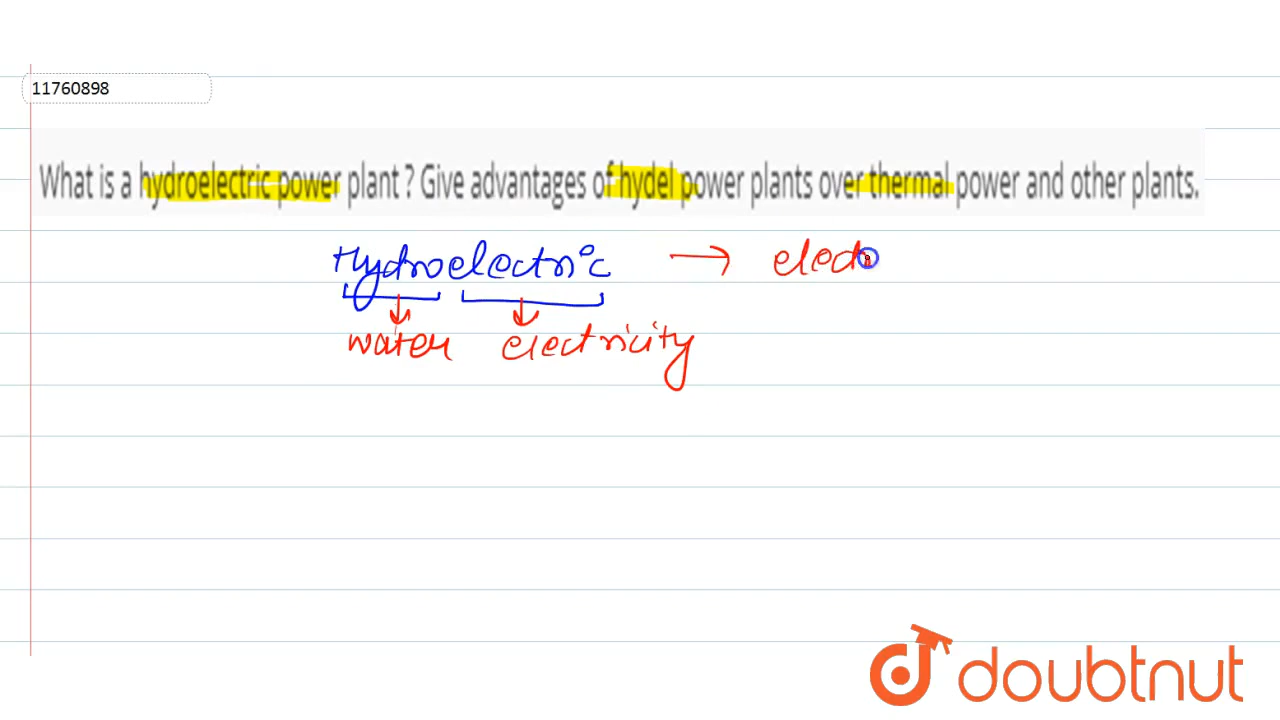 11760898
What is a hydroelectric power plant ? Give advantages of hydel power plants over thermal power and other plants.
Hydroelectric → elect
water electricity
doubtnut